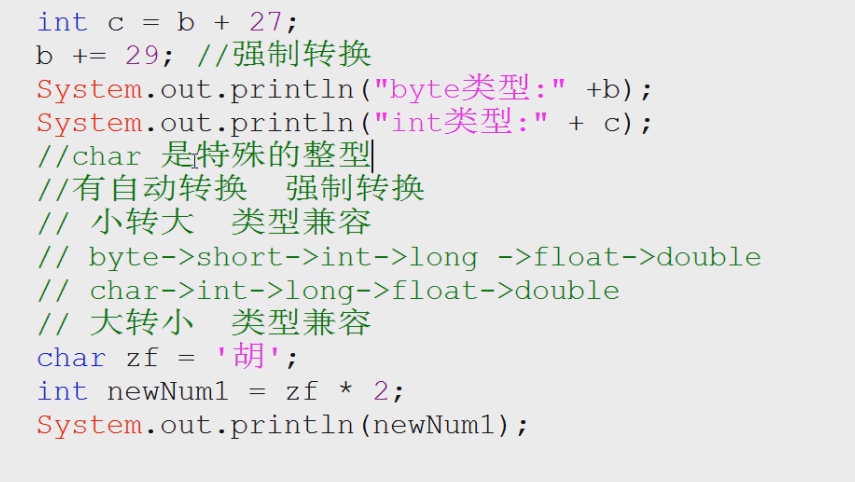 int c = b + 27;
b += 29; //强制转换
System.out.println("byte类型:" +b);
System.out.println("int类型:" + c);
//char 是特殊的整型
//有自动转换  强制转换
// 小转大  类型兼容
// byte->short->int->long ->float->double
// char->int->long->float->double
// 大转小  类型兼容
char zf = '胡';
int newNum1 = zf * 2;
System.out.println(newNum1);